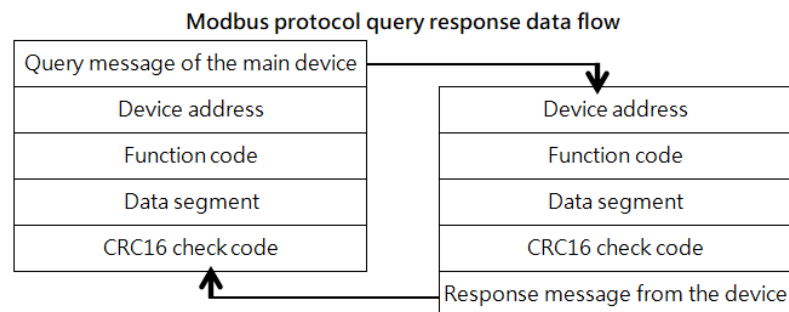 Modbus protocol query response data flow
Query message of the main device
Device address
Function code
Data segment
CRC16 check code
Device address
Function code
Data segment
CRC16 check code
Response message from the device